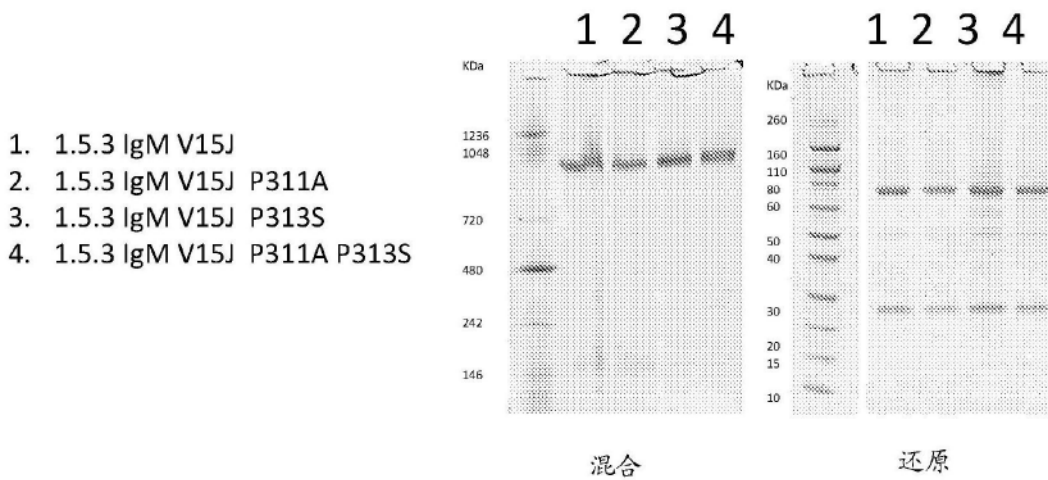 1. 1.5.3 IgM V15J
2. 1.5.3 IgM V15J P311A
3. 1.5.3 IgM V15J P313S
4. 1.5.3 IgM V15J P311A P313S
1 2 3 4
KDa
1236
1048
720
480
242
146
混合
1 2 3 4
KDa
260
160
110
80
60
50
40
30
20
15
10
还原